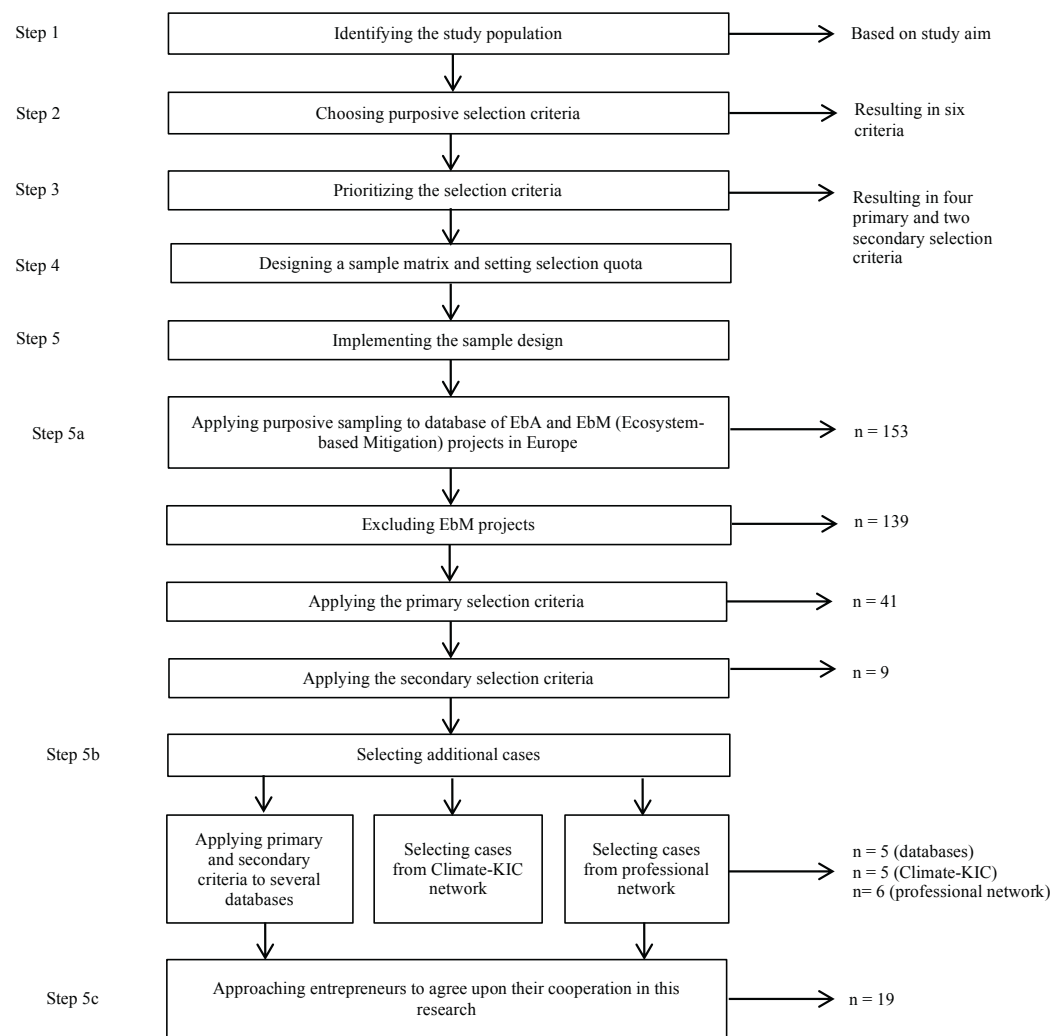 Step 1
Identifying the study population
Based on study aim
Step 2
Choosing purposive selection criteria
Resulting in six
criteria
Step 3
Prioritizing the selection criteria
Resulting in four
primary and two
secondary selection
criteria
Step 4
Designing a sample matrix and setting selection quota
Step 5
Implementing the sample design
Step 5a
Applying purposive sampling to database of EbA and EbM (Ecosystem-
based Mitigation) projects in Europe
n = 153
Excluding EbM projects
n = 139
Applying the primary selection criteria
n = 41
Applying the secondary selection criteria
n = 9
Step 5b
Selecting additional cases
Applying primary
and secondary
criteria to several
databases
Selecting cases
from Climate-KIC
network
Selecting cases
from professional
network
n = 5 (databases)
n = 5 (Climate-KIC)
n= 6 (professional network)
Step 5c
Approaching entrepreneurs to agree upon their cooperation in this
research
n = 19